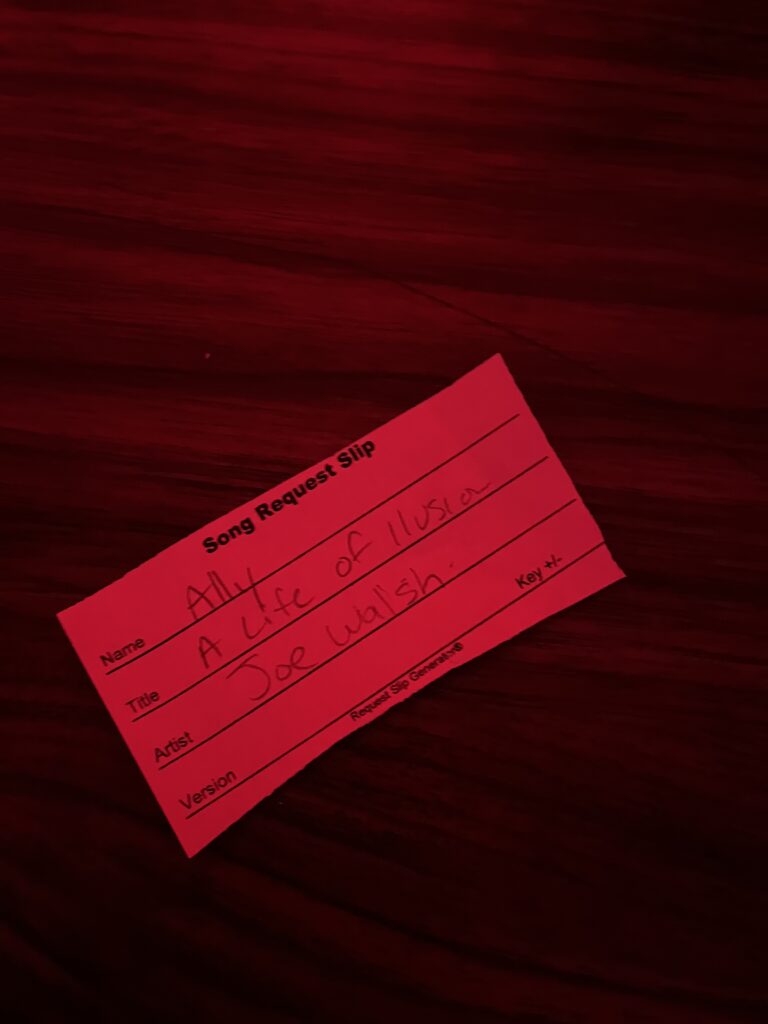 Song Request Slip
Name Ally
Title A Life of Ilusion
Artist Joe Walsh.
Version Key +/-
Request Slip Generator®